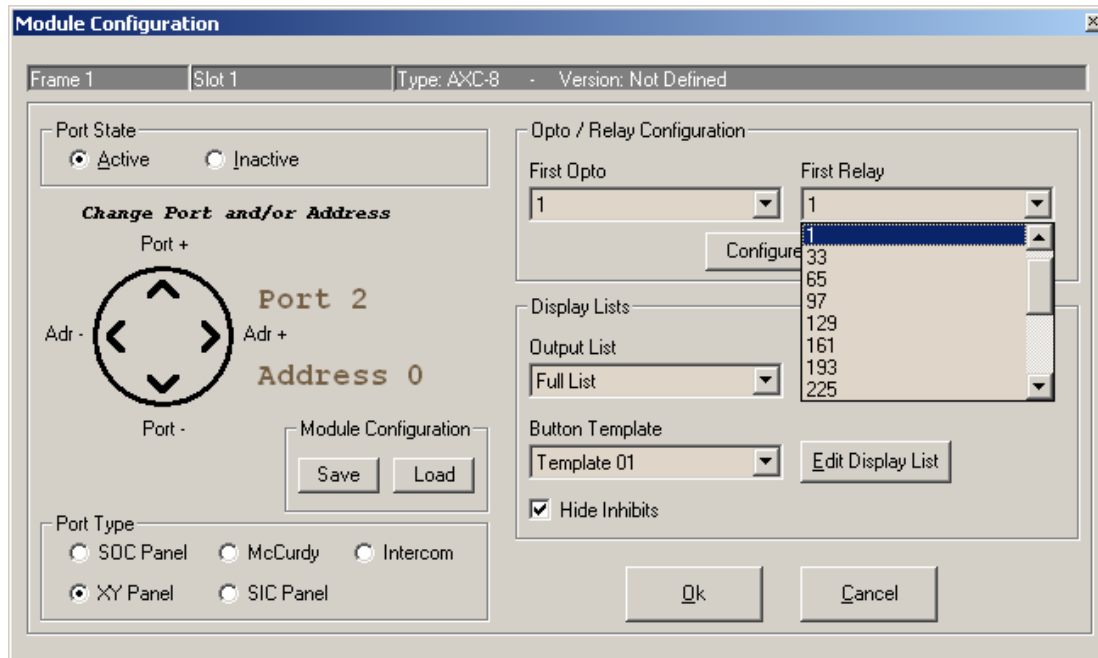 Module Configuration
Frame 1 Slot 1 Type: AXC-8 - Version: Not Defined
Port State
Active Inactive
Change Port and/or Address
Port +
Adr -
Adr +
Port 2
Address 0
Port -
Module Configuration
Save Load
Port Type
SOC Panel McCurdy Intercom
XY Panel SIC Panel
Opto / Relay Configuration
First Opto First Relay
1 1
Configure
1
33
65
97
129
161
193
225
Display Lists
Output List
Full List
Button Template
Template 01 Edit Display List
Hide Inhibits
Ok Cancel